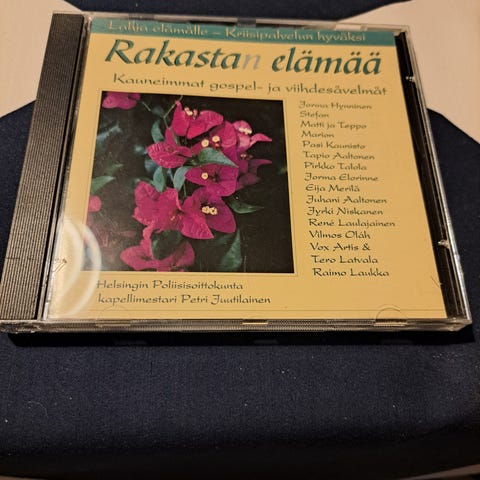 Lahja elämälle – Kriisipalvelun hyväksi
Rakastan elämää
Kauneimmat gospel- ja viihdesävelmät
Jorma Hynninen
Stefan
Matti ja Teppo
Marion
Pasi Kaunisto
Tapio Aaltonen
Pirkko Talola
Jorma Elorinne
Eija Merilä
Juhani Aaltonen
Jyrki Niskanen
René Laulajainen
Vilmos Oláh
Vox Artis &
Tero Latvala
Raimo Laukka
Helsingin Poliisisoittokunta
kapellimestari Petri Juutilainen